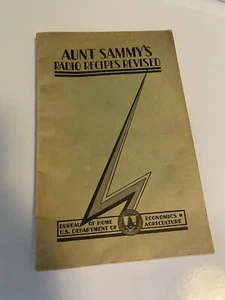 AUNT SAMMY'S
RADIO RECIPES REVISED
BUREAU OF HOME ECONOMICS
U.S. DEPARTMENT OF AGRICULTURE